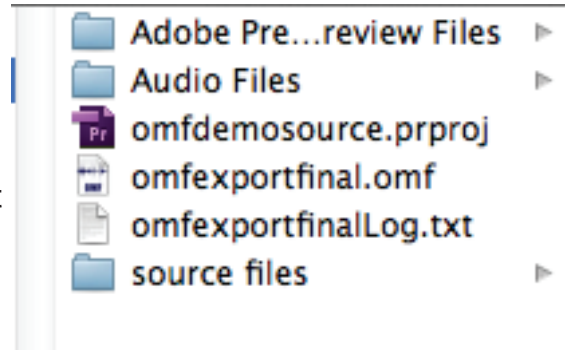 Adobe Pre...review Files
Audio Files
Pr
omfdemosource.prproj
omfexportfinal.omf
omfexportfinalLog.txt
source files